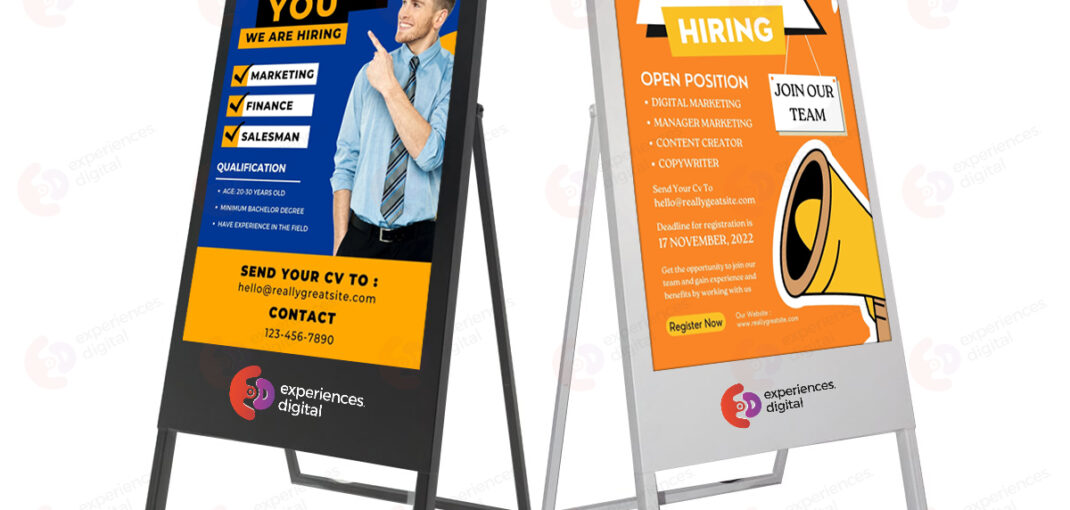 YOU
WE ARE HIRING
MARKETING
FINANCE
SALESMAN
QUALIFICATION
• AGE: 20-30 YEARS OLD
• MINIMUM BACHELOR DEGREE
• HAVE EXPERIENCE IN THE FIELD
SEND YOUR CV TO :
hello@reallygreatsite.com
CONTACT
123-456-7890
experiences.
digital
HIRING
OPEN POSITION
• DIGITAL MARKETING
• MANAGER MARKETING
• CONTENT CREATOR
• COPYWRITER
JOIN OUR
TEAM
Send Your Cv To
hello@reallygeatsite.com
Deadline for registration is
17 NOVEMBER, 2022
Get the opportunity to join our
team and gain experience and
benefits by working with us
Register Now
Our Website :
www.reallygreatsite.com
experiences.
digital